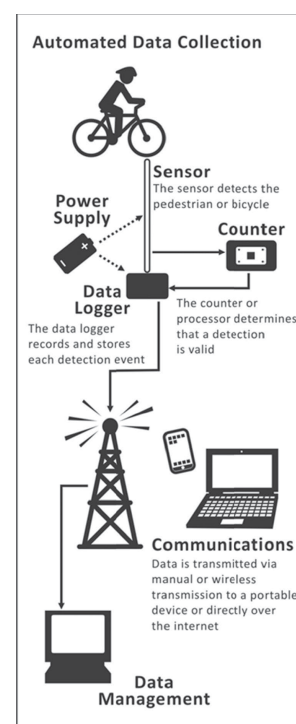 Automated Data Collection
Sensor
The sensor detects the
pedestrian or bicycle
Power
Supply
Counter
Data
Logger
The data logger
records and stores
each detection event
The counter or
processor determines
that a detection
is valid
Communications
Data is transmitted via
manual or wireless
transmission to a portable
device or directly over
the internet
Data
Management